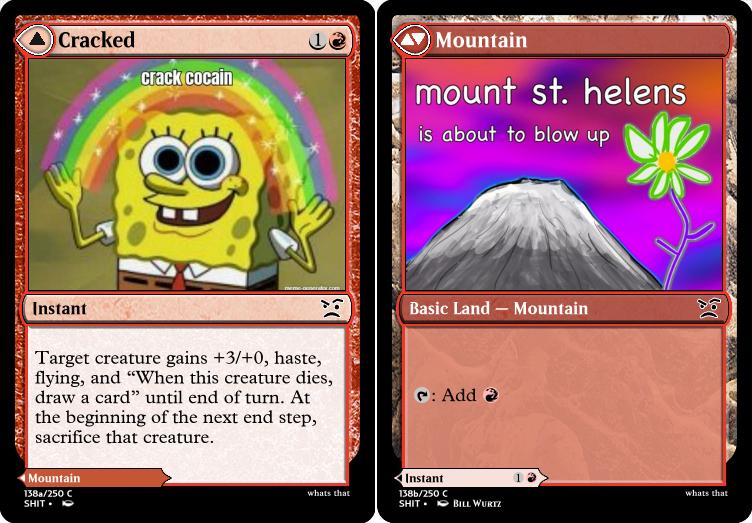 Cracked
1
crack cocain
meme-generator.com
Instant
Target creature gains +3/+0, haste,
flying, and “When this creature dies,
draw a card” until end of turn. At
the beginning of the next end step,
sacrifice that creature.
Mountain
138a/250 C
SHIT •
whats that
Mountain
mount st. helens
is about to blow up
Basic Land — Mountain
: Add
Instant
1
138b/250 C
SHIT • BILL WURTZ
whats that